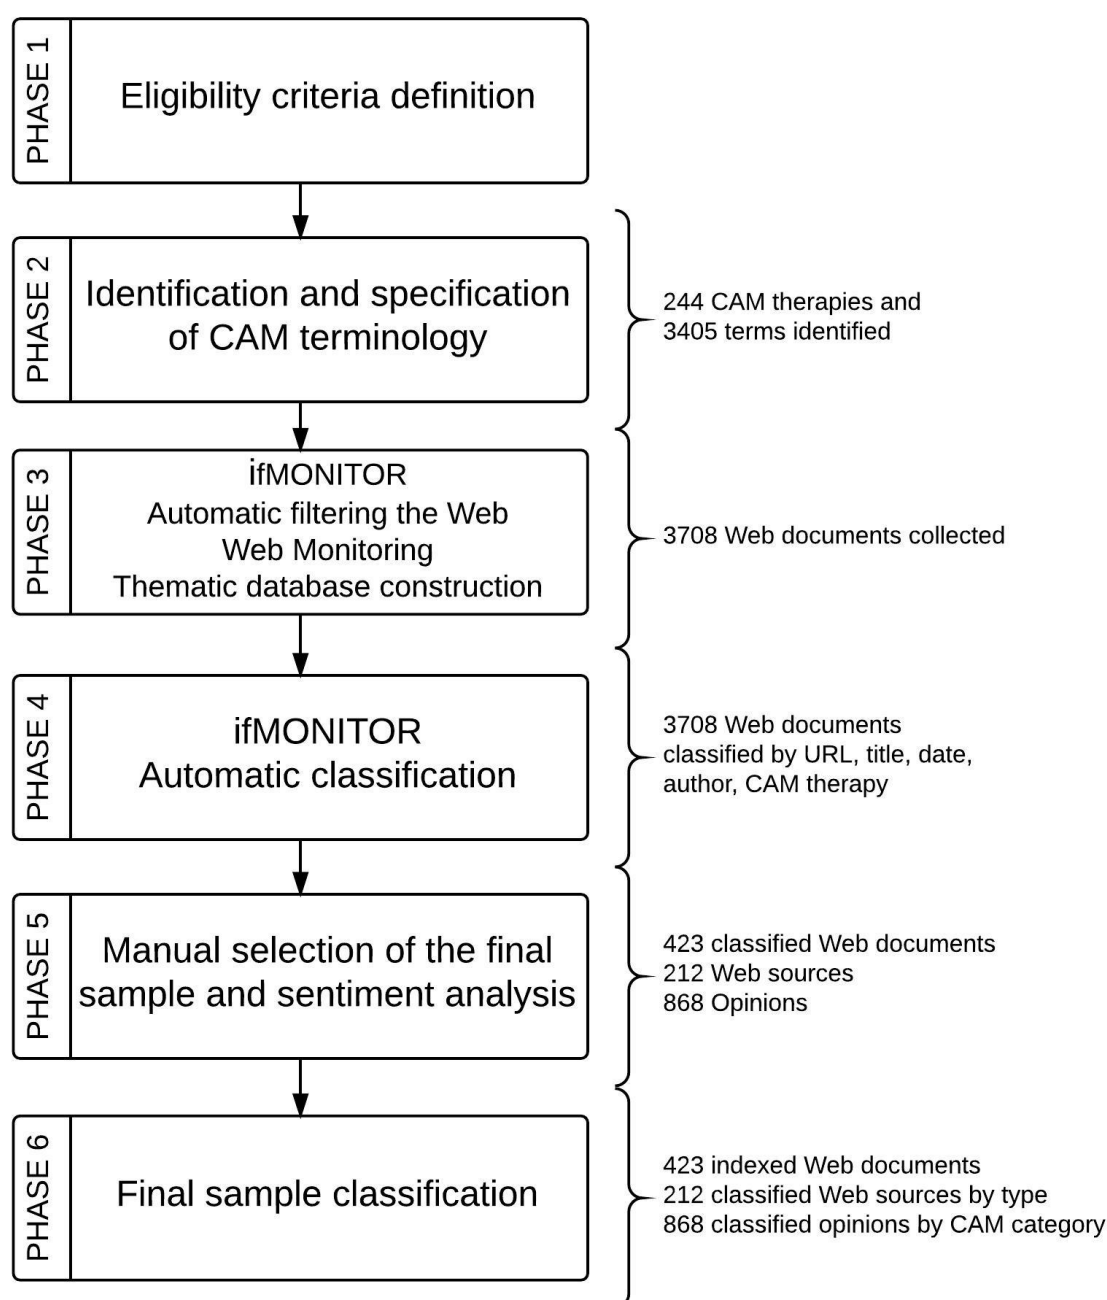 PHASE 1
Eligibility criteria definition
PHASE 2
Identification and specification
of CAM terminology
244 CAM therapies and
3405 terms identified
PHASE 3
ifMONITOR
Automatic filtering the Web
Web Monitoring
Thematic database construction
3708 Web documents collected
PHASE 4
ifMONITOR
Automatic classification
3708 Web documents
classified by URL, title, date,
author, CAM therapy
PHASE 5
Manual selection of the final
sample and sentiment analysis
423 classified Web documents
212 Web sources
868 Opinions
PHASE 6
Final sample classification
423 indexed Web documents
212 classified Web sources by type
868 classified opinions by CAM category